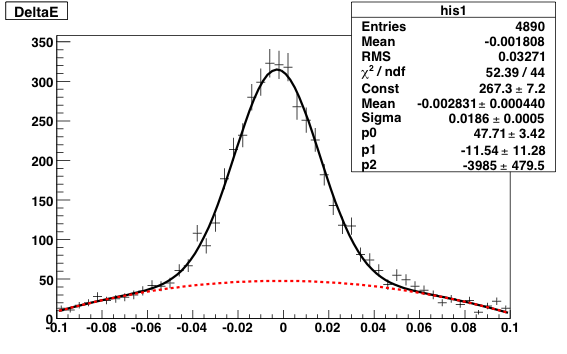 DeltaE
his1
Entries 4890
Mean -0.001808
RMS 0.03271
χ² / ndf 52.39 / 44
Const 267.3 ± 7.2
Mean -0.002831 ± 0.000440
Sigma 0.0186 ± 0.0005
p0 47.71 ± 3.42
p1 -11.54 ± 11.28
p2 -3985 ± 479.5
350
300
250
200
150
100
50
0
-0.1 -0.08 -0.06 -0.04 -0.02 0 0.02 0.04 0.06 0.08 0.1